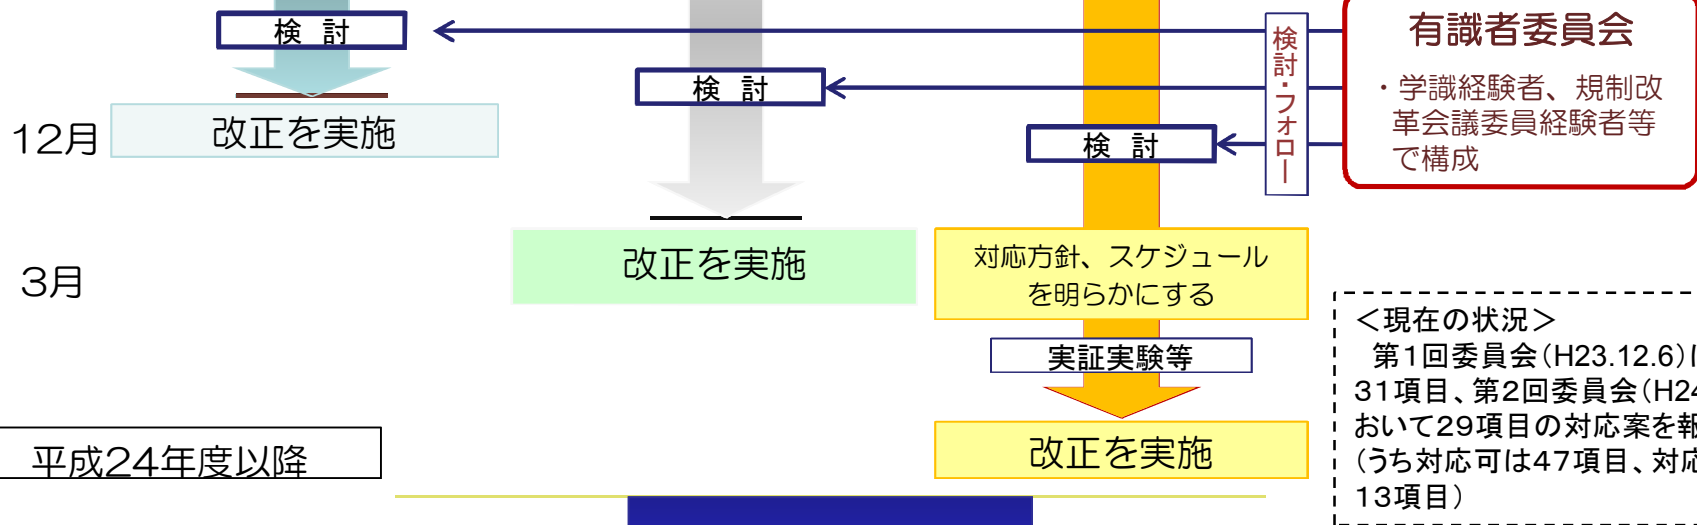 検 討
検 討
検 討
検討・フォロー
有識者委員会
・学識経験者、規制改
革会議委員経験者等
で構成
12月
改正を実施
3月
改正を実施
対応方針、スケジュール
を明らかにする
実証実験等
改正を実施
平成24年度以降
＜現在の状況＞
第1回委員会(H23.12.6)に
31項目、第2回委員会(H24
おいて29項目の対応案を報
(うち対応可は47項目、対応
13項目)